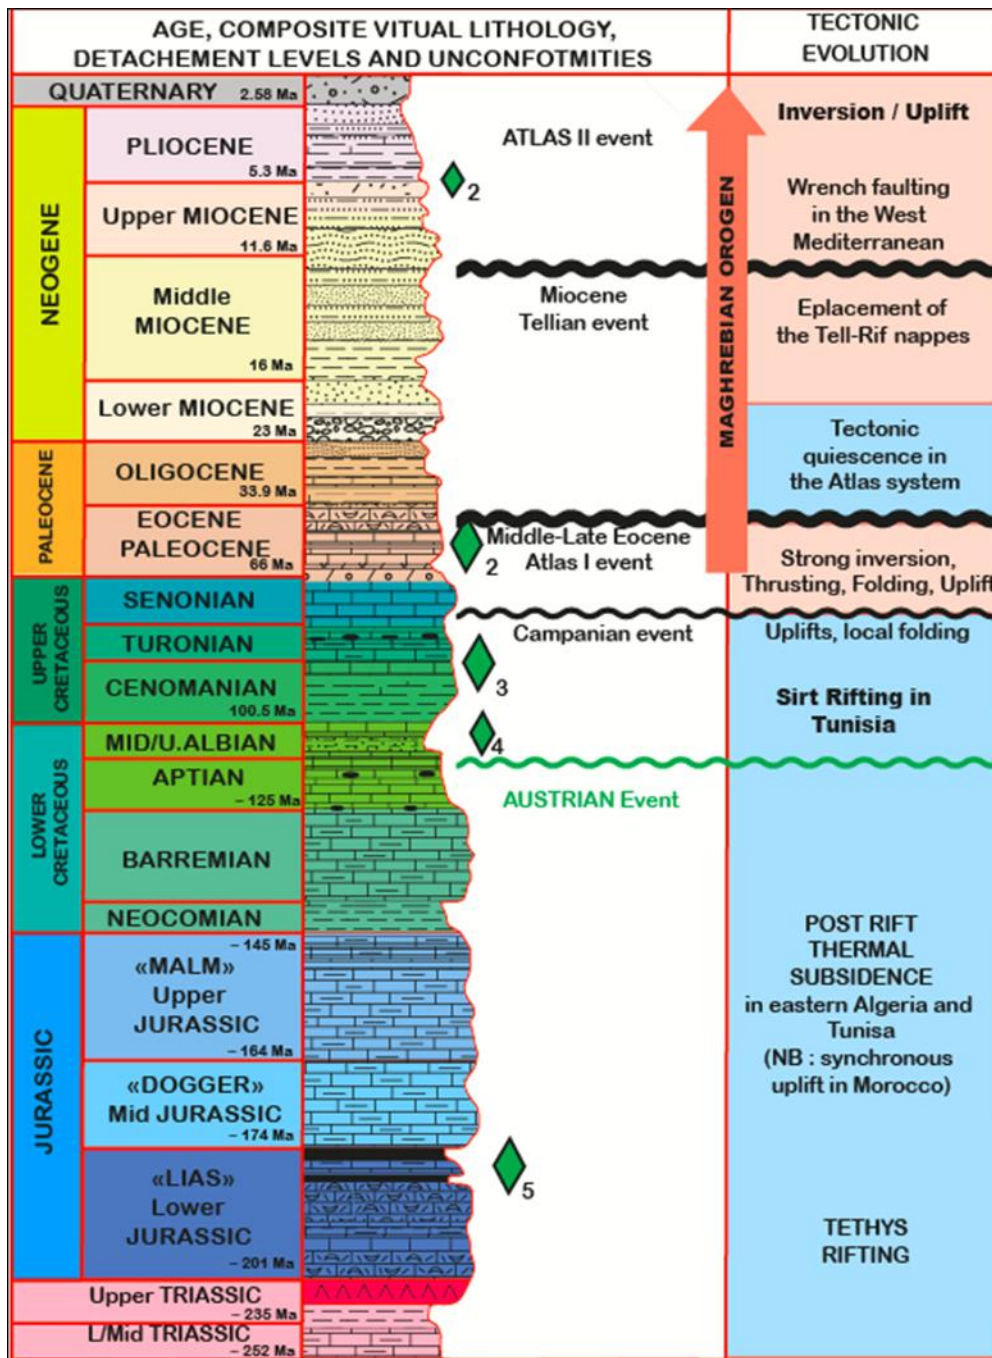 AGE, COMPOSITE VITUAL LITHOLOGY,
DETACHEMENT LEVELS AND UNCONFOTMITIES
TECTONIC
EVOLUTION
QUATERNARY 2.58 Ma
NEOGENE
PLIOCENE
5.3 Ma
Upper MIOCENE
11.6 Ma
Middle
MIOCENE
16 Ma
Lower MIOCENE
23 Ma
PALEOCENE
OLIGOCENE
33.9 Ma
EOCENE
PALEOCENE
66 Ma
UPPER
CRETACEOUS
SENONIAN
TURONIAN
CENOMANIAN
100.5 Ma
LOWER
CRETACEOUS
MID/U.ALBIAN
APTIAN
– 125 Ma
BARREMIAN
NEOCOMIAN
JURASSIC
– 145 Ma
«MALM»
Upper
JURASSIC
– 164 Ma
«DOGGER»
Mid JURASSIC
– 174 Ma
«LIAS»
Lower
JURASSIC
– 201 Ma
Upper TRIASSIC
– 235 Ma
L/Mid TRIASSIC
– 252 Ma
ATLAS II event
2
Miocene
Tellian event
Middle-Late Eocene
2 Atlas I event
Campanian event
3
4
AUSTRIAN Event
5
MAGHREBIAN OROGEN
Inversion / Uplift
Wrench faulting
in the West
Mediterranean
Eplacement of
the Tell-Rif nappes
Tectonic
quiescence in
the Atlas system
Strong inversion,
Thrusting, Folding, Uplift
Uplifts, local folding
Sirt Rifting in
Tunisia
POST RIFT
THERMAL
SUBSIDENCE
in eastern Algeria and
Tunisa
(NB : synchronous
uplift in Morocco)
TETHYS
RIFTING